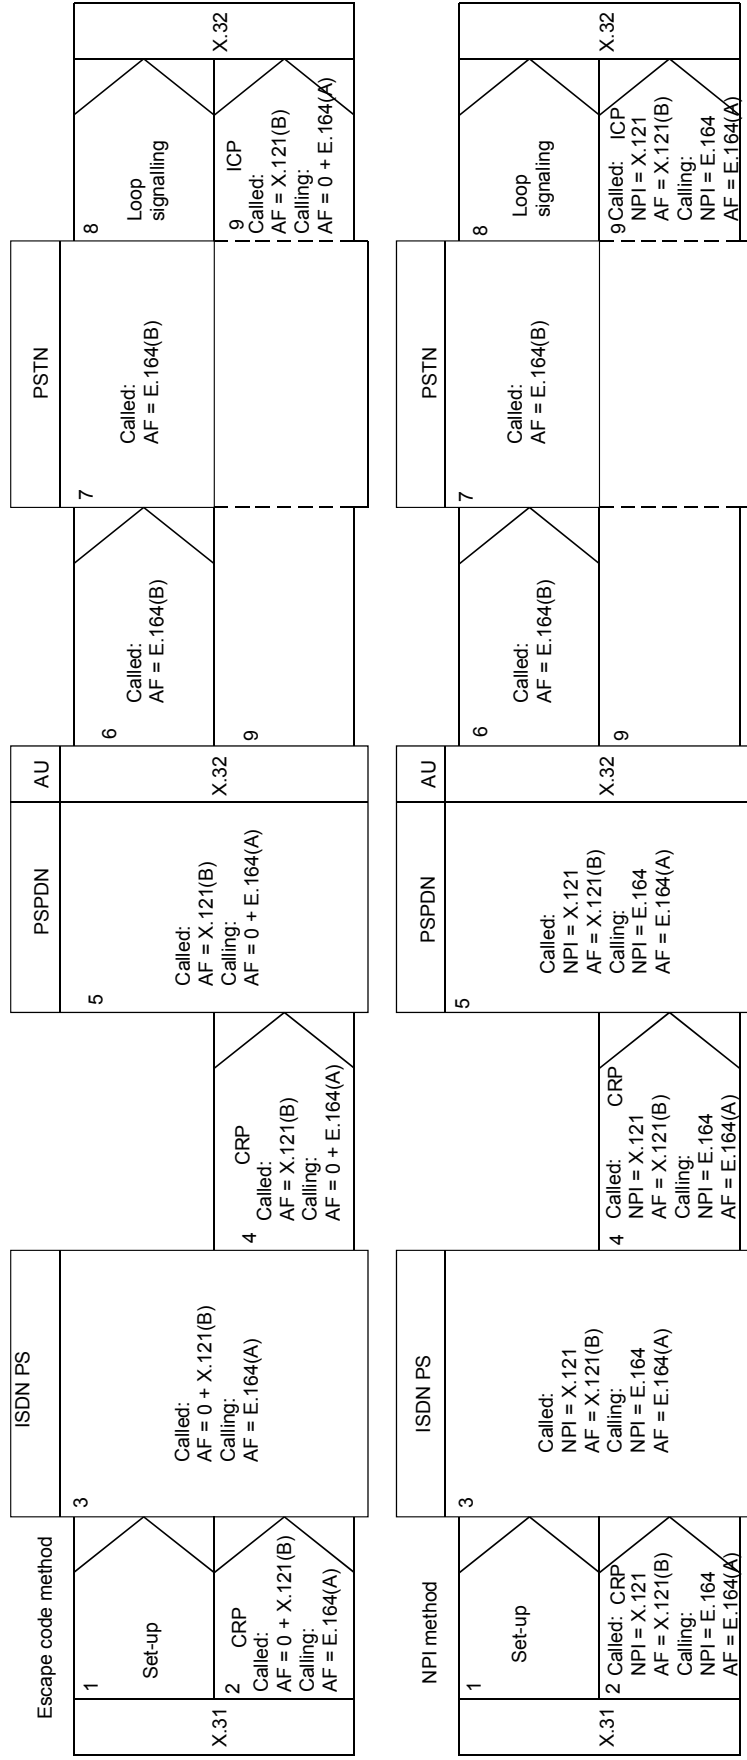 Escape code method
ISDN PS
PSPDN
AU
PSTN
X.31
1
Set-up
2
CRP
Called:
AF = 0 + X.121(B)
Calling:
AF = E.164(A)
3
Called:
AF = 0 + X.121(B)
Calling:
AF = E.164(A)
4
CRP
Called:
AF = X.121(B)
Calling:
AF = 0 + E.164(A)
5
Called:
AF = X.121(B)
Calling:
AF = 0 + E.164(A)
X.32
6
Called:
AF = E.164(B)
9
7
Called:
AF = E.164(B)
8
Loop
signalling
9
ICP
Called:
AF = X.121(B)
Calling:
AF = 0 + E.164(A)
X.32
NPI method
ISDN PS
PSPDN
AU
PSTN
X.31
1
Set-up
2 Called: CRP
NPI = X.121
AF = X.121(B)
Calling:
NPI = E.164
AF = E.164(A)
3
Called:
NPI = X.121
AF = X.121(B)
Calling:
NPI = E.164
AF = E.164(A)
4
Called: CRP
NPI = X.121
AF = X.121(B)
Calling:
NPI = E.164
AF = E.164(A)
5
Called:
NPI = X.121
AF = X.121(B)
Calling:
NPI = E.164
AF = E.164(A)
X.32
6
Called:
AF = E.164(B)
9
7
Called:
AF = E.164(B)
8
Loop
signaling
9 Called: ICP
NPI = X.121
AF = X.121(B)
Calling:
NPI = E.164
AF = E.164(A)
X.32